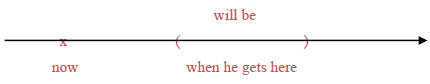 will be
x ( )
now when he gets here